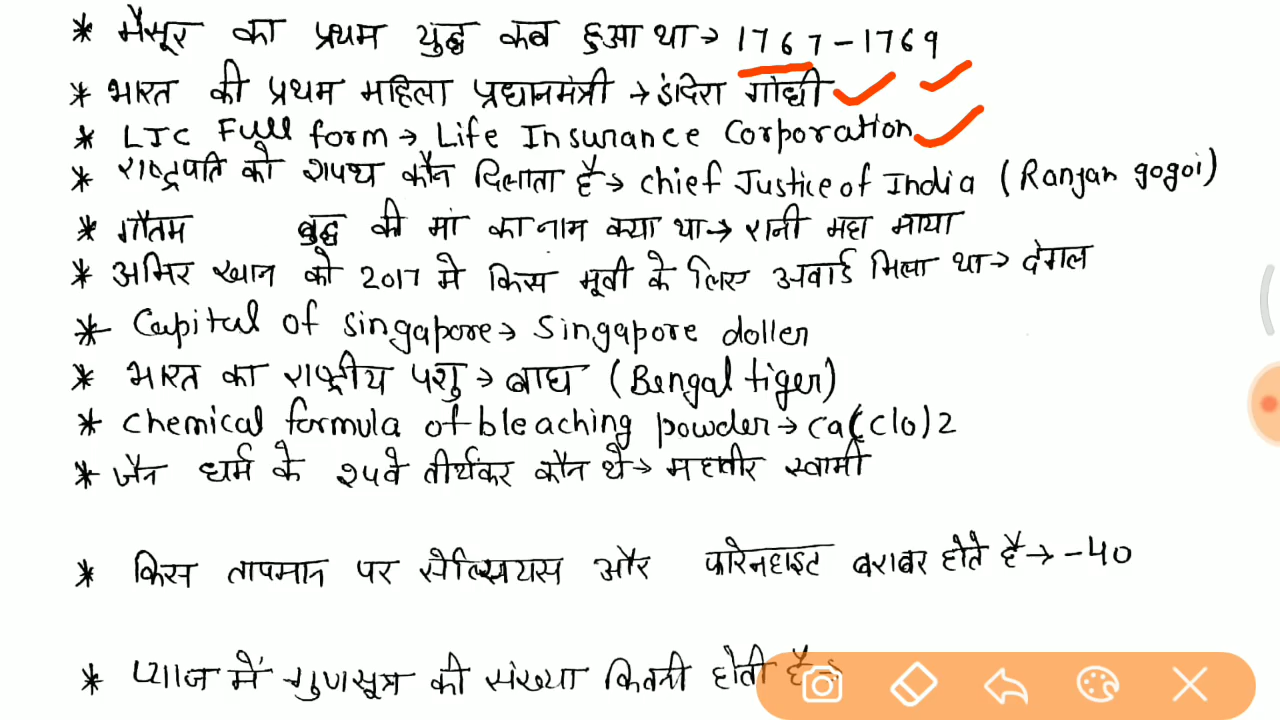 * मैसूर का प्रथम युद्ध कब हुआ था → 1767 - 1769
* भारत की प्रथम महिला प्रधानमंत्री → इंदिरा गांधी
* LIC Full form → Life Insurance Corporation
* राष्ट्रपति को शपथ कौन दिलाता है → chief Justice of India (Ranjan gogoi)
* गौतम बुद्ध की मां का नाम क्या था → रानी महा माया
* अमिर खान को 2017 मे किस मूवी के लिए अवार्ड मिला था → दंगल
* Capital of singapore → Singapore doller
* भारत का राष्ट्रीय पशु → बाघ (Bengal tiger)
* chemical formula of bleaching powder → ca(clo)2
* जैन धर्म के २४वे तीर्थकर कौन थे → महावीर स्वामी
* किस तापमान पर सेल्सियस और फारेनहाइट बराबर होते है → -40
* प्याज में गुणसूत्र की संख्या कितनी होती है →